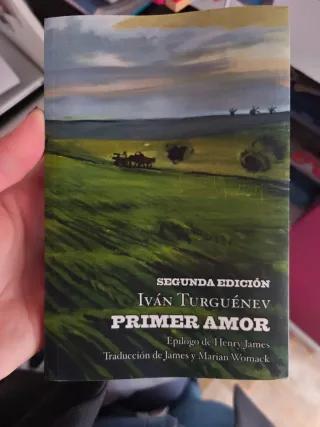 SEGUNDA EDICIÓN
IVÁN TURGUÉNEV
PRIMER AMOR
Epílogo de Henry James
Traducción de James y Marian Womack